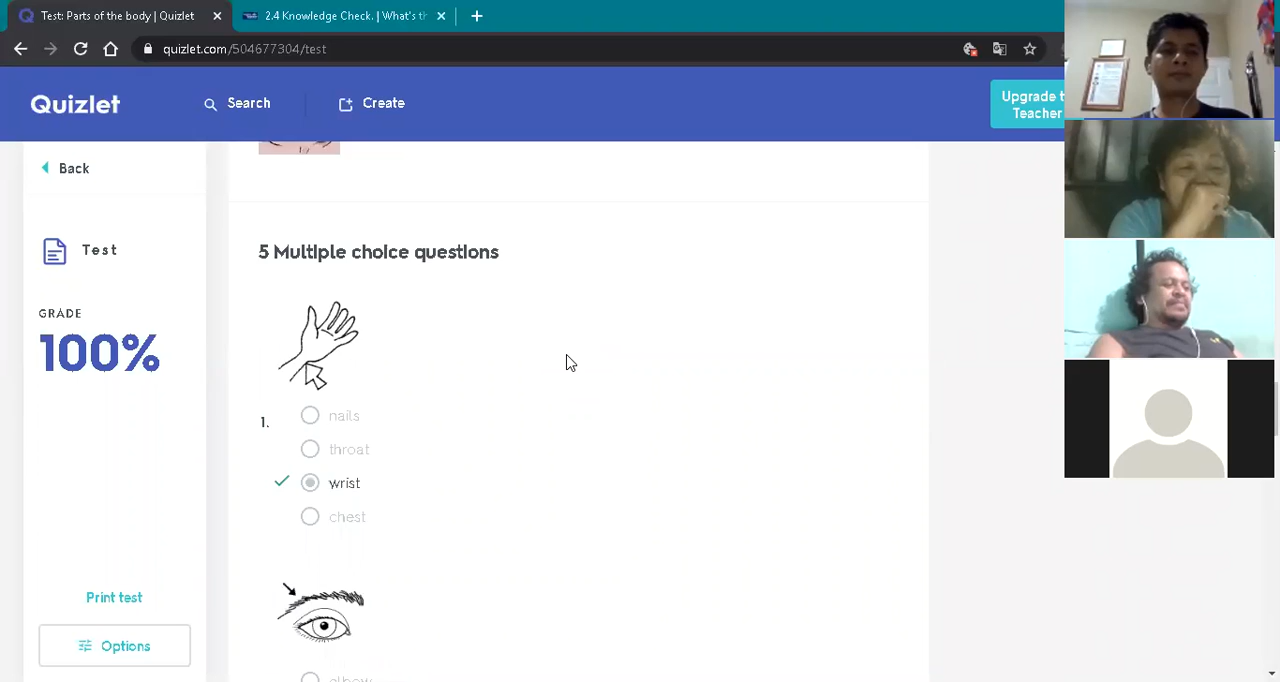 Test: Parts of the body | Quizlet
2.4 Knowledge Check. | What's th
quizlet.com/504677304/test
Quizlet
Search
Create
Upgrade t
Teacher
Back
Test
GRADE
100%
Print test
Options
5 Multiple choice questions
1.
nails
throat
wrist
chest
elbow